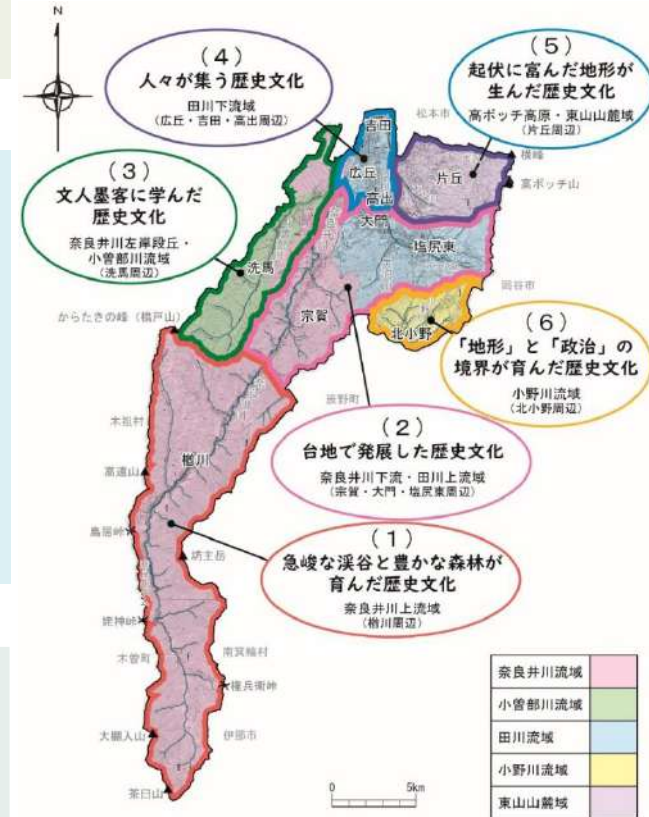 N
（4）
人々が集う歴史文化
田川下流域
（広丘・吉田・高出周辺）
（5）
起伏に富んだ地形が
生んだ歴史文化
高ボッチ高原・東山山麓域
（片丘周辺）
（3）
文人墨客に学んだ
歴史文化
奈良井川左岸段丘・
小曽部川流域
（洗馬周辺）
吉田
松本市
広丘
片丘
横峰
高ボッチ山
高出
大門
塩尻東
洗馬
岡谷市
宗賀
北小野
からたきの峰（楢戸山）
（6）
「地形」と「政治」の
境界が育んだ歴史文化
小野川流域
（北小野周辺）
辰野町
木祖村
楢川
（2）
台地で発展した歴史文化
奈良井川下流・田川上流域
（宗賀・大門・塩尻東周辺）
高遠山
鳥居峠
坊主岳
（1）
急峻な渓谷と豊かな森林が
育んだ歴史文化
奈良井川上流域
（楢川周辺）
姥神峠
木曽町
南箕輪村
権兵衛峠
大棚入山
伊那市
茶臼山
0
5km
奈良井川流域
小曽部川流域
田川流域
小野川流域
東山山麓域